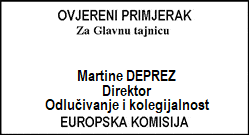 OVJERENI PRIMJERAK
Za Glavnu tajnicu
Martine DEPREZ
Direktor
Odlučivanje i kolegijalnost
EUROPSKA KOMISIJA